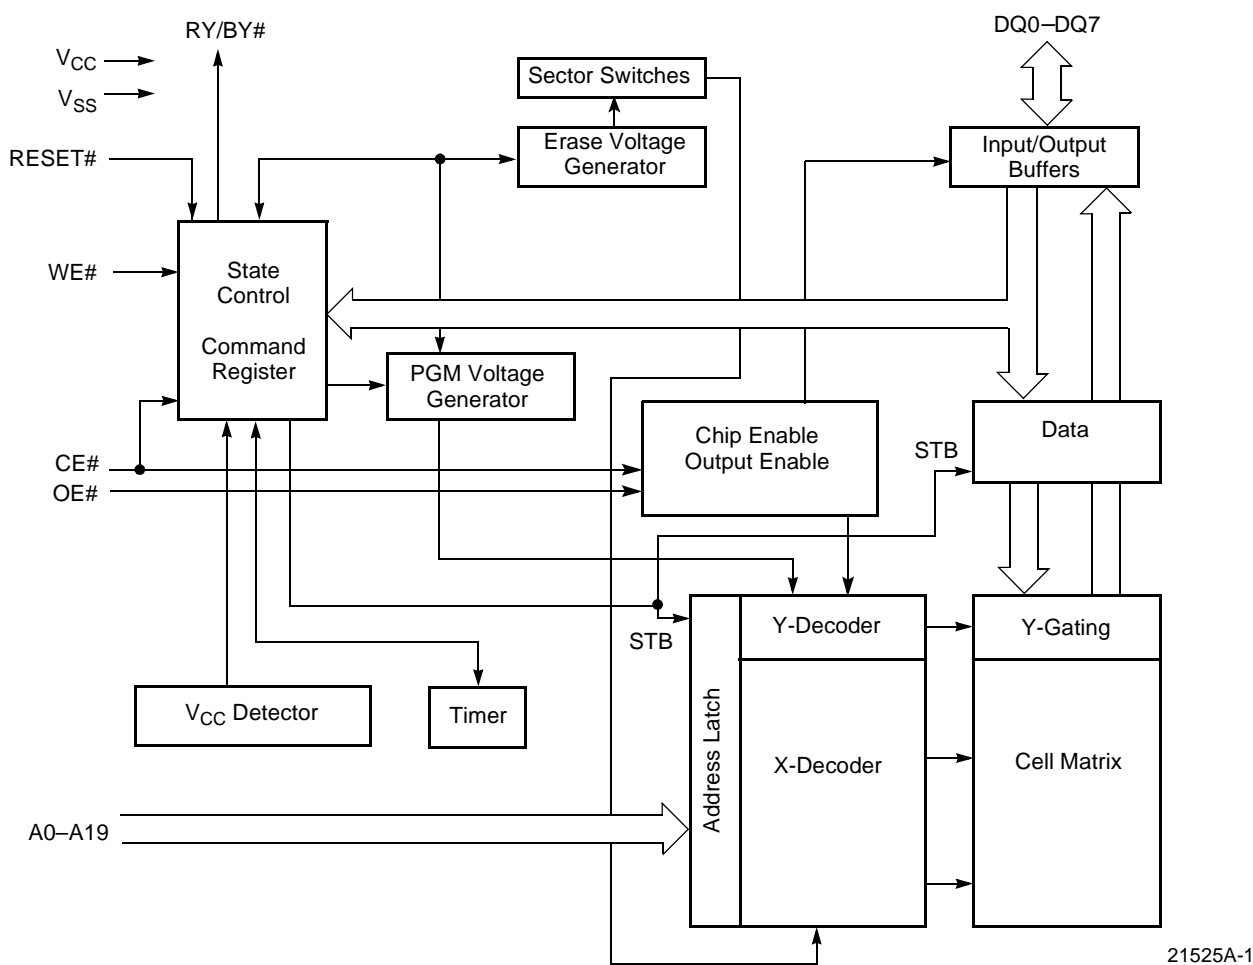 RY/BY#
DQ0–DQ7
VCC
VSS
Sector Switches
RESET#
Erase Voltage
Generator
Input/Output
Buffers
WE#
State
Control
Command
Register
PGM Voltage
Generator
Chip Enable
Output Enable
Data
STB
CE#
OE#
STB
Y-Decoder
Y-Gating
VCC Detector
Timer
Address Latch
X-Decoder
Cell Matrix
A0–A19
21525A-1